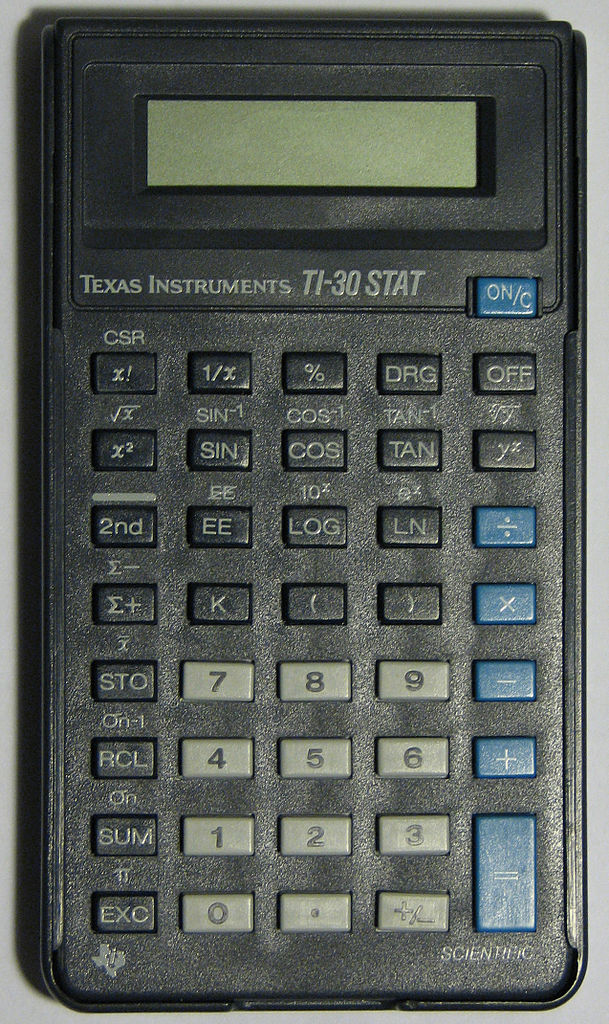 TEXAS INSTRUMENTS TI-30 STAT
ON/C
CSR
x! 1/x % DRG OFF
√x SIN⁻¹ COS⁻¹ TAN⁻¹ ˣ√y
x² SIN COS TAN yˣ
E̶E̶ 10ˣ eˣ
2nd EE LOG LN ÷
Σ−
Σ+ K ( ) ×
x̄
STO 7 8 9 −
σn-1
RCL 4 5 6 +
σn
SUM 1 2 3
π
EXC 0 . +/− =
SCIENTIFIC